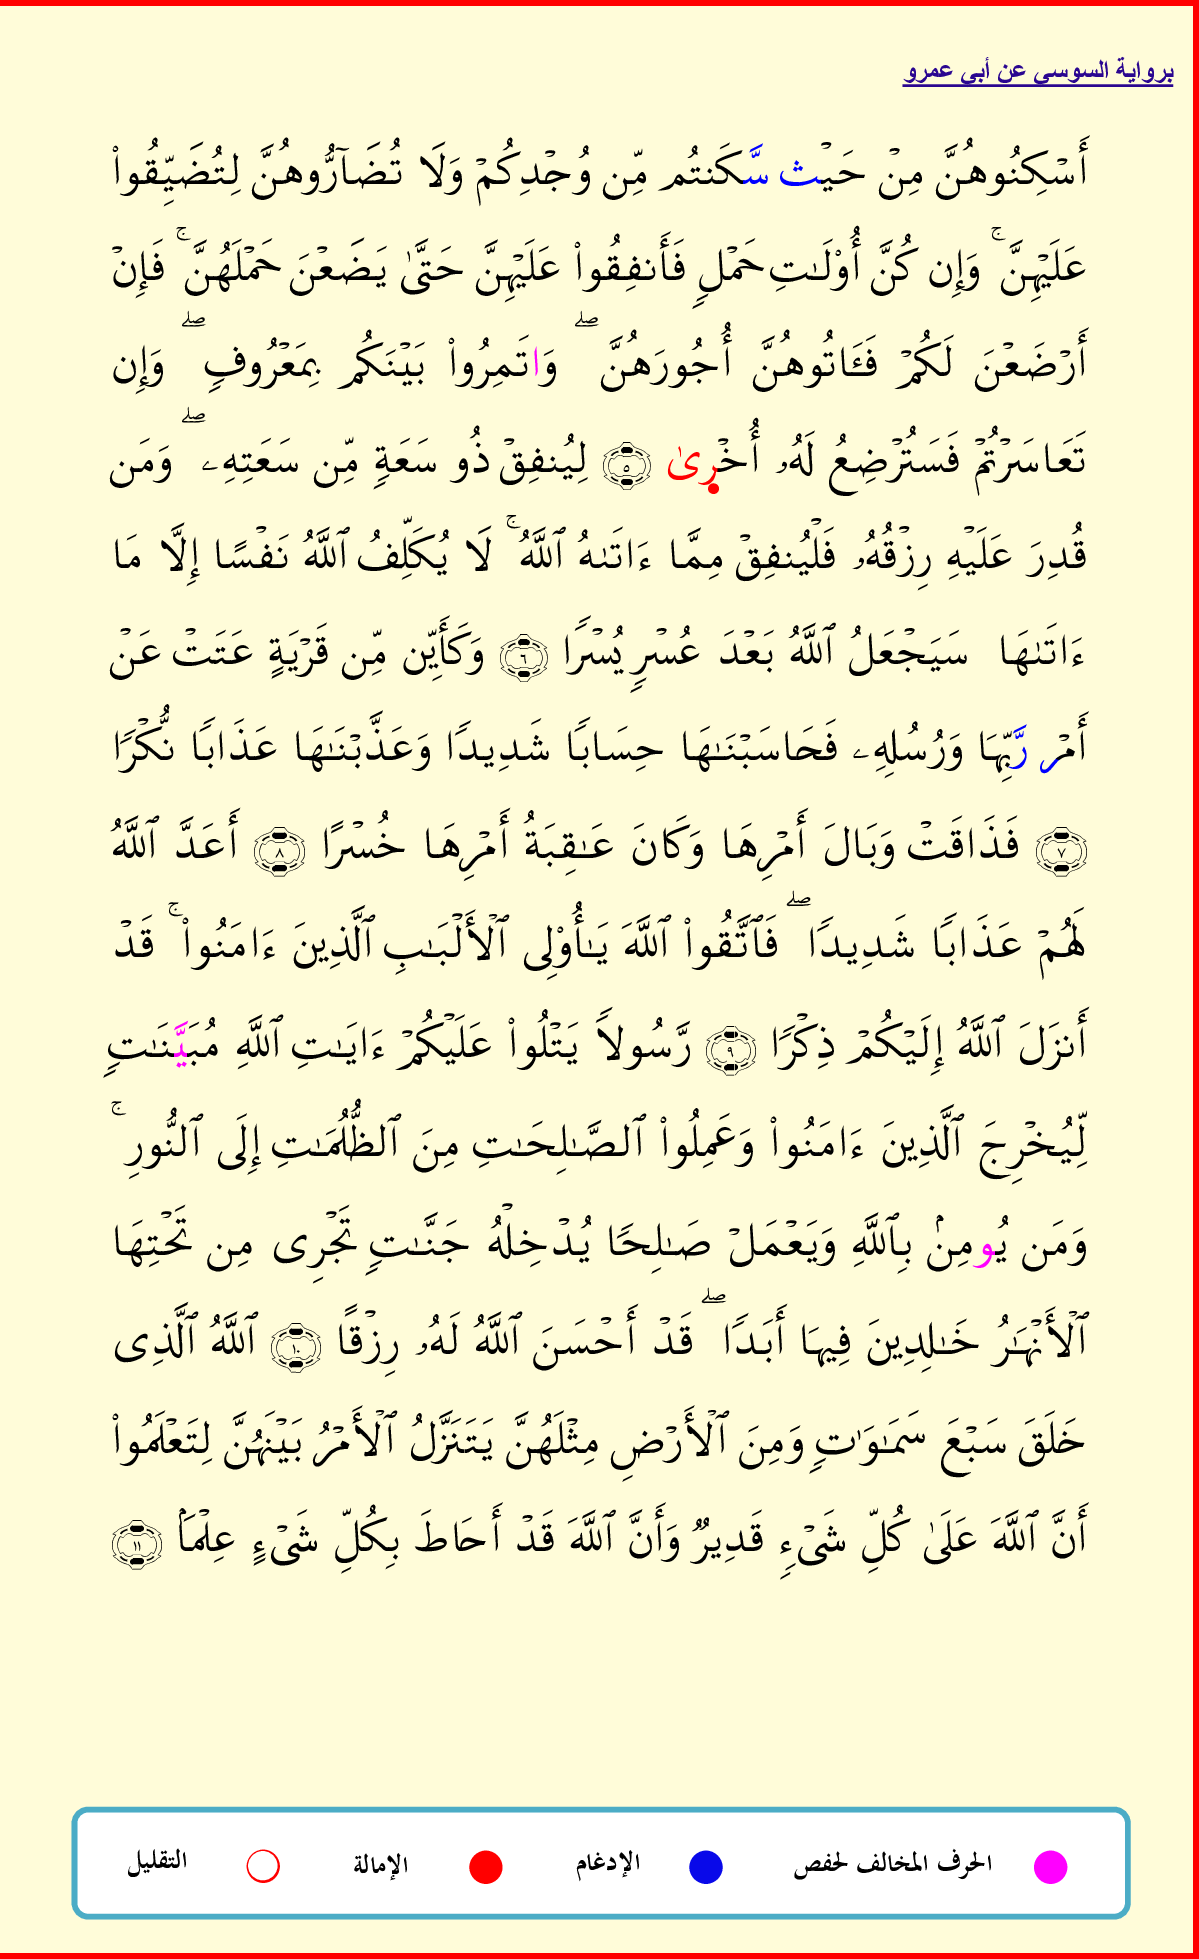 برواية السوسي عن أبي عمرو
أَسۡكِنُوهُنَّ مِنۡ حَيۡث سَّكَنتُم مِّن وُجۡدِكُمۡ وَلَا تُضَآرُّوهُنَّ لِتُضَيِّقُواْ
عَلَيۡهِنَّۚ وَإِن كُنَّ أُوْلَٰتِ حَمۡلٖ فَأَنفِقُواْ عَلَيۡهِنَّ حَتَّىٰ يَضَعۡنَ حَمۡلَهُنَّۚ فَإِنۡ
أَرۡضَعۡنَ لَكُمۡ فَـَٔاتُوهُنَّ أُجُورَهُنَّۖ وَاتَمِرُواْ بَيۡنَكُم بِمَعۡرُوفٖۖ وَإِن
تَعَاسَرۡتُمۡ فَسَتُرۡضِعُ لَهُۥ أُخۡرِىٰ ٥ لِيُنفِقۡ ذُو سَعَةٖ مِّن سَعَتِهِۦۖ وَمَن
قُدِرَ عَلَيۡهِ رِزۡقُهُۥ فَلۡيُنفِقۡ مِمَّا ءَاتَىٰهُ ٱللَّهُۚ لَا يُكَلِّفُ ٱللَّهُ نَفۡسًا إِلَّا مَا
ءَاتَىٰهَا سَيَجۡعَلُ ٱللَّهُ بَعۡدَ عُسۡرٖ يُسۡرٗا ٦ وَكَأَيِّن مِّن قَرۡيَةٍ عَتَتۡ عَنۡ
أَمۡر رَّبِّهَا وَرُسُلِهِۦ فَحَاسَبۡنَٰهَا حِسَابٗا شَدِيدٗا وَعَذَّبۡنَٰهَا عَذَابٗا نُّكۡرٗا
٧ فَذَاقَتۡ وَبَالَ أَمۡرِهَا وَكَانَ عَٰقِبَةُ أَمۡرِهَا خُسۡرًا ٨ أَعَدَّ ٱللَّهُ
لَهُمۡ عَذَابٗا شَدِيدٗاۖ فَٱتَّقُواْ ٱللَّهَ يَٰٓأُوْلِى ٱلۡأَلۡبَٰبِ ٱلَّذِينَ ءَامَنُواْۚ قَدۡ
أَنزَلَ ٱللَّهُ إِلَيۡكُمۡ ذِكۡرٗا ٩ رَّسُولٗا يَتۡلُواْ عَلَيۡكُمۡ ءَايَٰتِ ٱللَّهِ مُبَيَّنَٰتٖ
لِّيُخۡرِجَ ٱلَّذِينَ ءَامَنُواْ وَعَمِلُواْ ٱلصَّٰلِحَٰتِ مِنَ ٱلظُّلُمَٰتِ إِلَى ٱلنُّورِۚ
وَمَن يُومِنۢ بِٱللَّهِ وَيَعۡمَلۡ صَٰلِحٗا يُدۡخِلۡهُ جَنَّٰتٖ تَجۡرِى مِن تَحۡتِهَا
ٱلۡأَنۡهَٰرُ خَٰلِدِينَ فِيهَا أَبَدٗاۖ قَدۡ أَحۡسَنَ ٱللَّهُ لَهُۥ رِزۡقًا ١٠ ٱللَّهُ ٱلَّذِى
خَلَقَ سَبۡعَ سَمَٰوَٰتٖ وَمِنَ ٱلۡأَرۡضِ مِثۡلَهُنَّ يَتَنَزَّلُ ٱلۡأَمۡرُ بَيۡنَهُنَّ لِتَعۡلَمُواْ
أَنَّ ٱللَّهَ عَلَىٰ كُلِّ شَىۡءٖ قَدِيرٞ وَأَنَّ ٱللَّهَ قَدۡ أَحَاطَ بِكُلِّ شَىۡءٍ عِلۡمَۢا ١١
الحرف المخالف لحفص الإدغام الإمالة التقليل